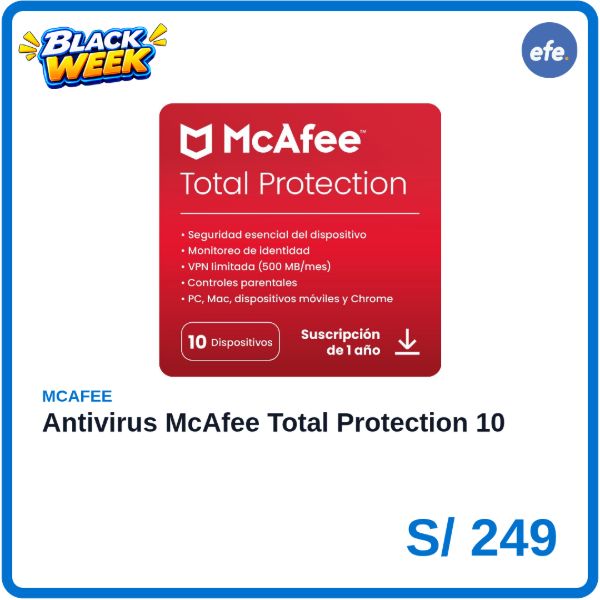 BLACK
WEEK
efe.
McAfee™
Total Protection
• Seguridad esencial del dispositivo
• Monitoreo de identidad
• VPN limitada (500 MB/mes)
• Controles parentales
• PC, Mac, dispositivos móviles y Chrome
10 Dispositivos
Suscripción
de 1 año
MCAFEE
Antivirus McAfee Total Protection 10
S/ 249